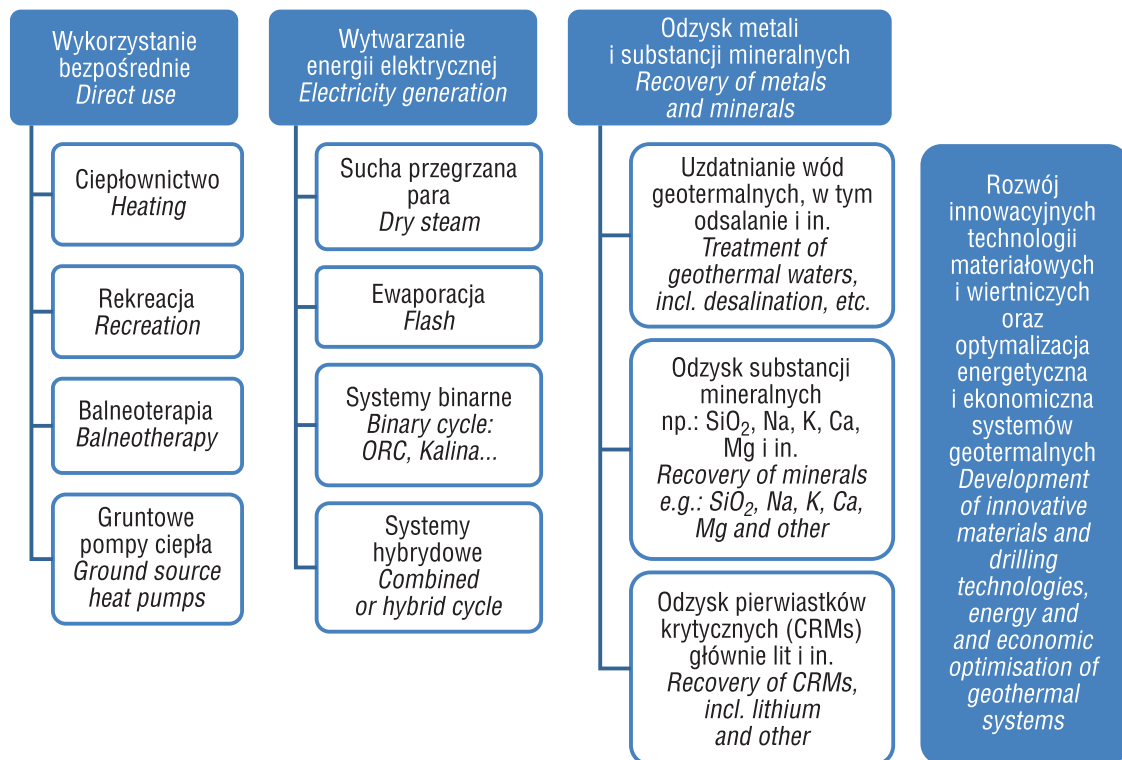 Wykorzystanie
bezpośrednie
Direct use
Ciepłownictwo
Heating
Rekreacja
Recreation
Balneoterapia
Balneotherapy
Gruntowe
pompy ciepła
Ground source
heat pumps
Wytwarzanie
energii elektrycznej
Electricity generation
Sucha przegrzana
para
Dry steam
Ewaporacja
Flash
Systemy binarne
Binary cycle:
ORC, Kalina...
Systemy
hybrydowe
Combined
or hybrid cycle
Odzysk metali
i substancji mineralnych
Recovery of metals
and minerals
Uzdatnianie wód
geotermalnych, w tym
odsalanie i in.
Treatment of
geothermal waters,
incl. desalination, etc.
Odzysk substancji
mineralnych
np.: SiO₂, Na, K, Ca,
Mg i in.
Recovery of minerals
e.g.: SiO₂, Na, K, Ca,
Mg and other
Odzysk pierwiastków
krytycznych (CRMs)
głównie lit i in.
Recovery of CRMs,
incl. lithium
and other
Rozwój
innowacyjnych
technologii
materiałowych
i wiertniczych
oraz
optymalizacja
energetyczna
i ekonomiczna
systemów
geotermalnych
Development
of innovative
materials and
drilling
technologies,
energy and
and economic
optimisation of
geothermal
systems